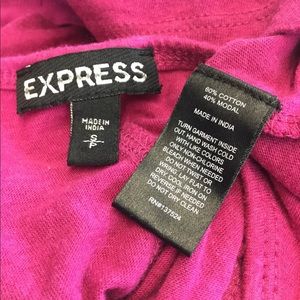 EXPRESS
MADE IN
INDIA
S/P
60% COTTON
40% MODAL
MADE IN INDIA
TURN GARMENT INSIDE
OUT. HAND WASH COLD
WITH LIKE COLORS
ONLY NON-CHLORINE
BLEACH WHEN NEEDED
DO NOT TWIST OR
WRING. LAY FLAT TO
DRY. COOL IRON ON
REVERSE IF NEEDED
DO NOT DRY CLEAN
RN#137524